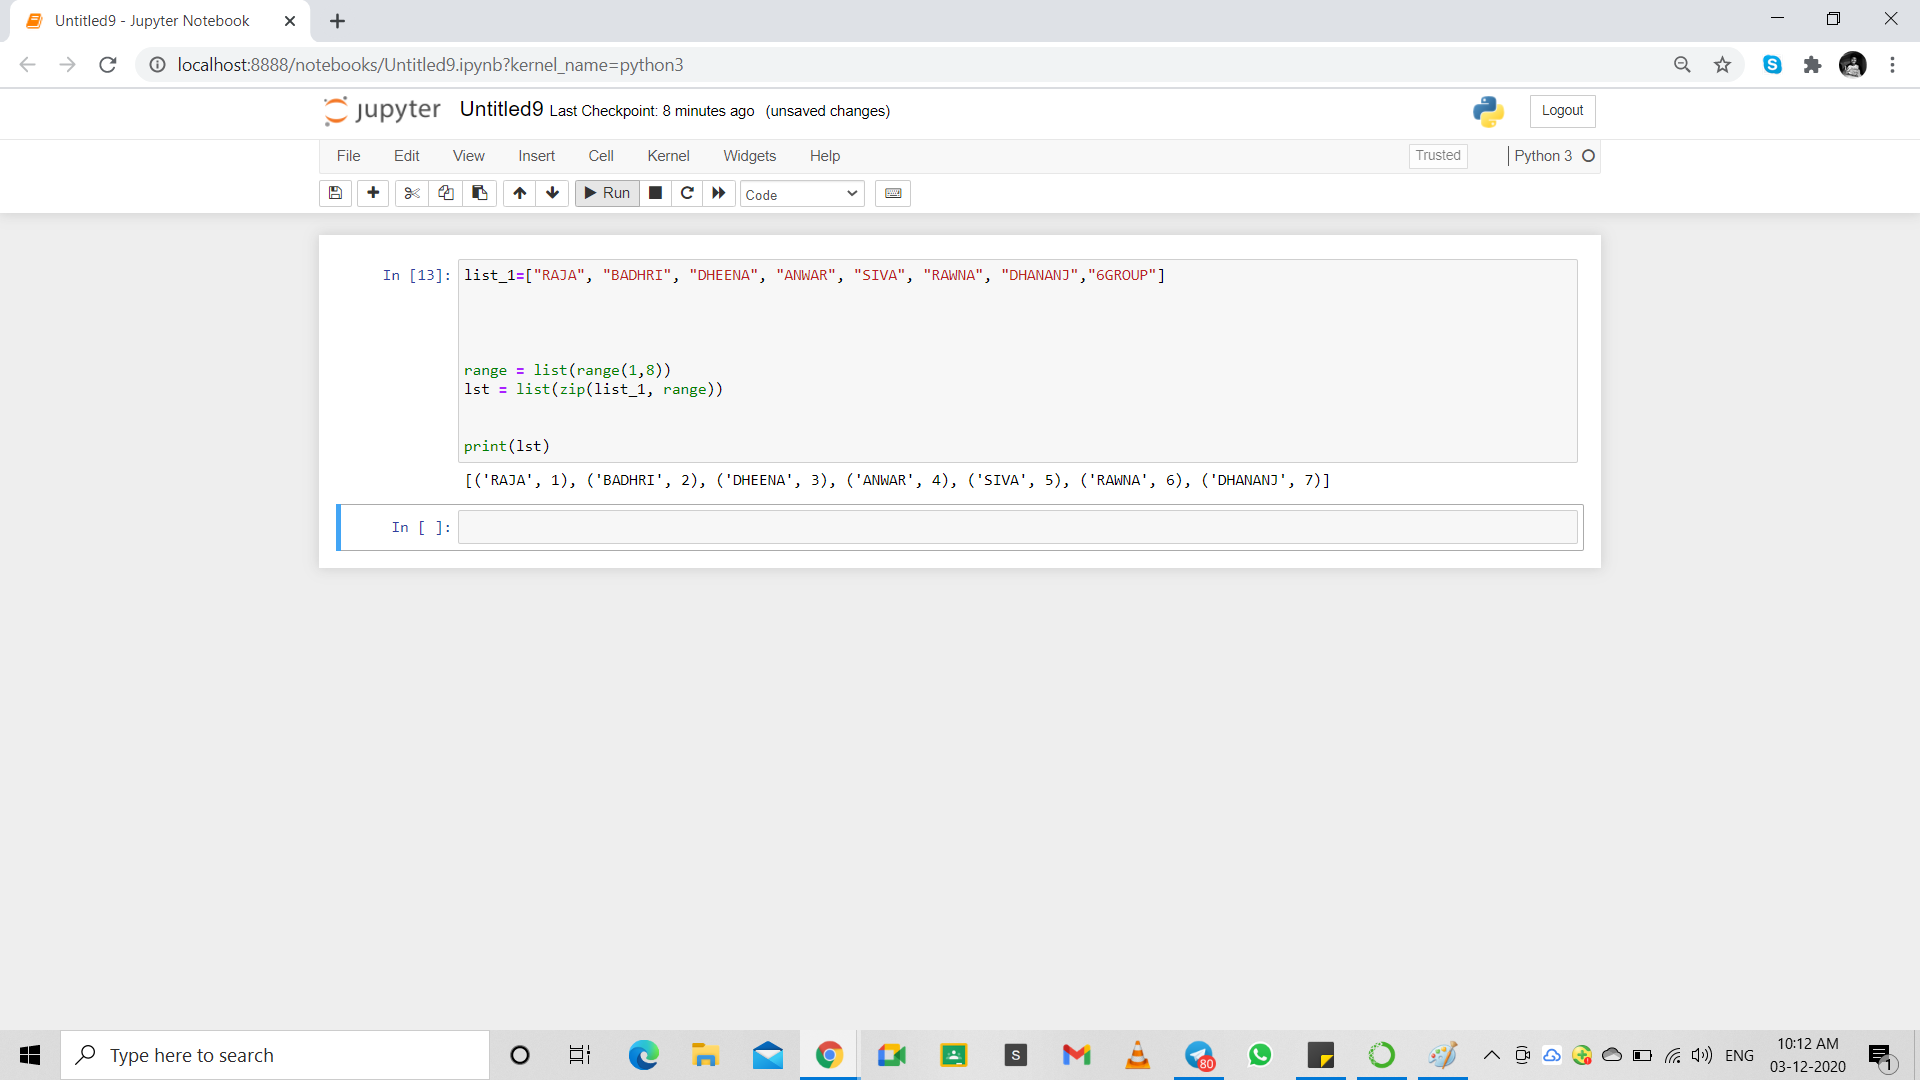 Untitled9 - Jupyter Notebook
localhost:8888/notebooks/Untitled9.ipynb?kernel_name=python3
S
jupyter Untitled9 Last Checkpoint: 8 minutes ago (unsaved changes)
Logout
File Edit View Insert Cell Kernel Widgets Help
Trusted
Python 3
Run
Code
In [13]: list_1=["RAJA", "BADHRI", "DHEENA", "ANWAR", "SIVA", "RAWNA", "DHANANJ","6GROUP"]
range = list(range(1,8))
lst = list(zip(list_1, range))
print(lst)
[('RAJA', 1), ('BADHRI', 2), ('DHEENA', 3), ('ANWAR', 4), ('SIVA', 5), ('RAWNA', 6), ('DHANANJ', 7)]
In [ ]:
Type here to search
S
80
ENG
10:12 AM
03-12-2020
1